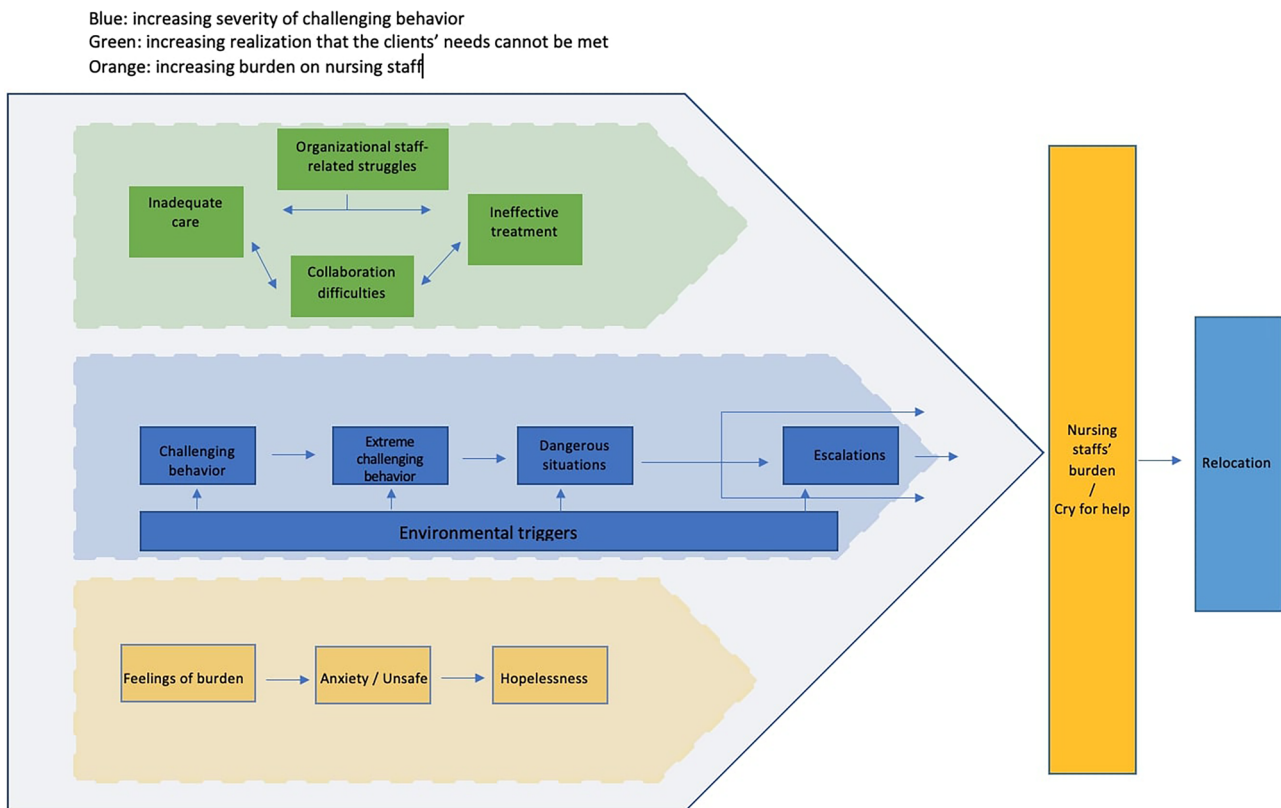 Blue: increasing severity of challenging behavior
Green: increasing realization that the clients’ needs cannot be met
Orange: increasing burden on nursing staff
Organizational staff-
related struggles
Inadequate
care
Ineffective
treatment
Collaboration
difficulties
Challenging
behavior
Extreme
challenging
behavior
Dangerous
situations
Escalations
Environmental triggers
Feelings of burden
Anxiety / Unsafe
Hopelessness
Nursing
staffs’
burden
/
Cry for help
Relocation